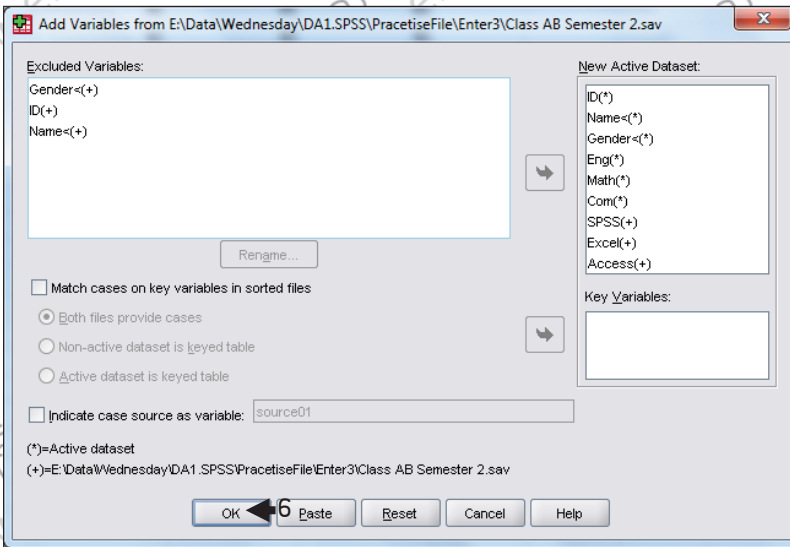 Add Variables from E:\Data\Wednesday\DA1.SPSS\PracetiseFile\Enter3\Class AB Semester 2.sav
x
Excluded Variables:
Gender<(+)
ID(+)
Name<(+)
Rename...
New Active Dataset:
ID(*)
Name<(*)
Gender<(*)
Eng(*)
Math(*)
Com(*)
SPSS(+)
Excel(+)
Access(+)
Match cases on key variables in sorted files
Both files provide cases
Non-active dataset is keyed table
Active dataset is keyed table
Key Variables:
Indicate case source as variable: source01
(*)=Active dataset
(+)=E:\Data\Wednesday\DA1.SPSS\PracetiseFile\Enter3\Class AB Semester 2.sav
OK 6 Paste Reset Cancel Help